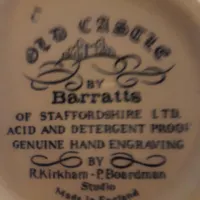 OLD CASTLE
BY
Barratts
OF STAFFORDSHIRE LTD.
ACID AND DETERGENT PROOF
GENUINE HAND ENGRAVING
BY
R.Kirkham - P.Boardman
Studio
Made in England